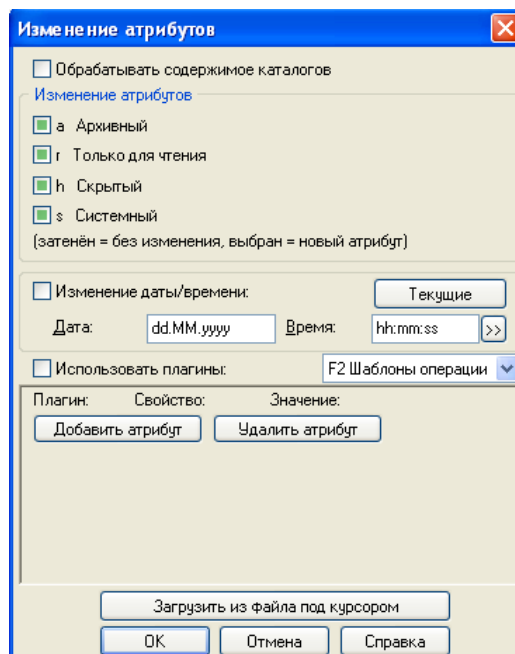 Изменение атрибутов
Обрабатывать содержимое каталогов
Изменение атрибутов
a Архивный
r Только для чтения
h Скрытый
s Системный
(затенён = без изменения, выбран = новый атрибут)
Изменение даты/времени: Текущие
Дата: dd.MM.yyyy Время: hh:mm:ss >>
Использовать плагины: F2 Шаблоны операции
Плагин: Свойство: Значение:
Добавить атрибут Удалить атрибут
Загрузить из файла под курсором
OK Отмена Справка